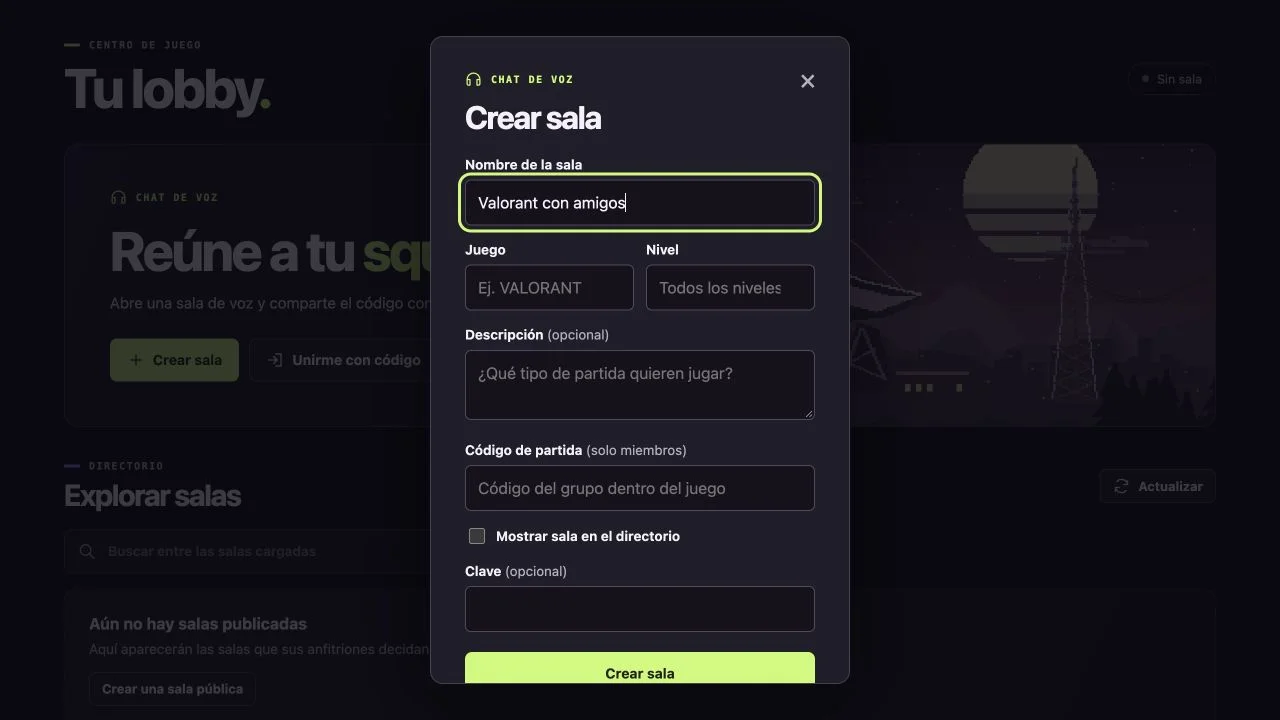 CENTRO DE JUEGO
Tu lobby.
Sin sala
CHAT DE VOZ
Reúne a tu squ
Abre una sala de voz y comparte el código con
Crear sala
Unirme con código
DIRECTORIO
Explorar salas
Actualizar
Buscar entre las salas cargadas
Aún no hay salas publicadas
Aquí aparecerán las salas que sus anfitriones decidan
Crear una sala pública
CHAT DE VOZ
Crear sala
Nombre de la sala
Valorant con amigos
Juego
Nivel
Ej. VALORANT
Todos los niveles
Descripción (opcional)
¿Qué tipo de partida quieren jugar?
Código de partida (solo miembros)
Código del grupo dentro del juego
Mostrar sala en el directorio
Clave (opcional)
Crear sala